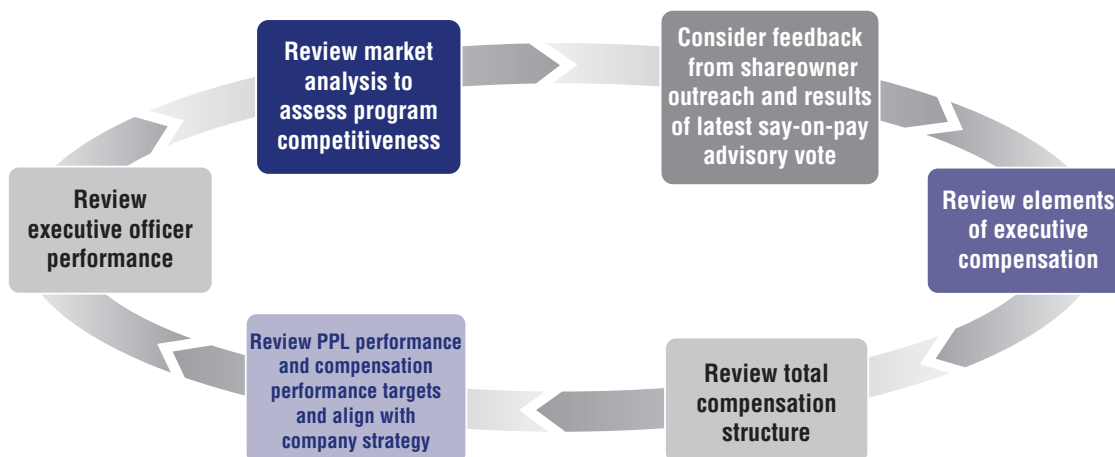 Review market
analysis to
assess program
competitiveness
Consider feedback
from shareowner
outreach and results
of latest say-on-pay
advisory vote
Review elements
of executive
compensation
Review total
compensation
structure
Review PPL performance
and compensation
performance targets
and align with
company strategy
Review
executive officer
performance